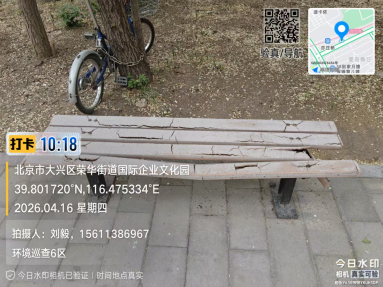 验真/导航
打卡 10:18
北京市大兴区荣华街道国际企业文化园
39.801720°N,116.475334°E
2026.04.16 星期四
拍摄人：刘毅，15611386967
环境巡查6区
今日水印相机已验证｜时间地点真实
今日水印
相机 真实可验